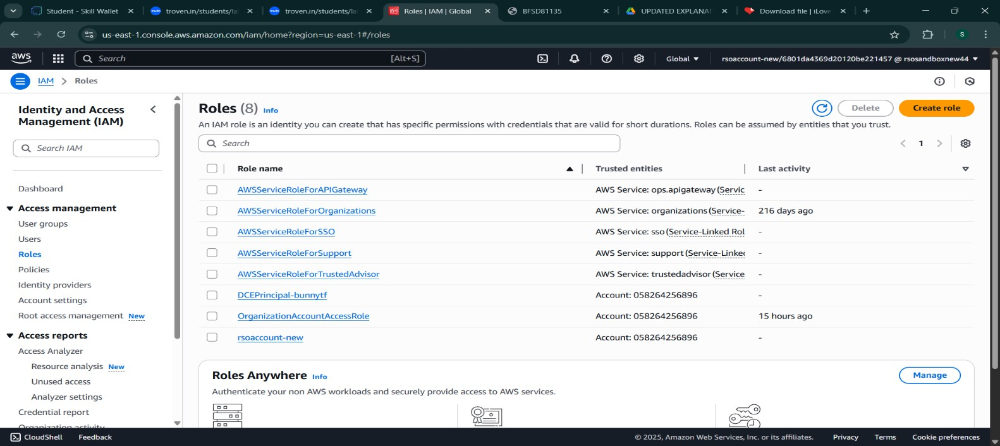 Student - Skill Wallet
troven.in/students/la
troven.in/students/la
Roles | IAM | Global
BFSD81135
UPDATED EXPLANAT
Download file | iLove
us-east-1.console.aws.amazon.com/iam/home?region=us-east-1#/roles
S
aws
Search
[Alt+S]
Global
rsoaccount-new/6801da4369d20120be221457 @ rsosandboxnew44
IAM > Roles
Identity and Access
Management (IAM)
Search IAM
Dashboard
Access management
User groups
Users
Roles
Policies
Identity providers
Account settings
Root access management New
Access reports
Access Analyzer
Resource analysis New
Unused access
Analyzer settings
Credential report
Organization activity
Roles (8) Info
Delete
Create role
An IAM role is an identity you can create that has specific permissions with credentials that are valid for short durations. Roles can be assumed by entities that you trust.
Search
1
Role name Trusted entities Last activity
AWSServiceRoleForAPIGateway AWS Service: ops.apigateway (Servic -
AWSServiceRoleForOrganizations AWS Service: organizations (Service- 216 days ago
AWSServiceRoleForSSO AWS Service: sso (Service-Linked Rol -
AWSServiceRoleForSupport AWS Service: support (Service-Linked -
AWSServiceRoleForTrustedAdvisor AWS Service: trustedadvisor (Service -
DCEPrincipal-bunnytf Account: 058264256896 -
OrganizationAccountAccessRole Account: 058264256896 15 hours ago
rsoaccount-new Account: 058264256896 -
Roles Anywhere Info
Manage
Authenticate your non AWS workloads and securely provide access to AWS services.
CloudShell Feedback
© 2025, Amazon Web Services, Inc. or its affiliates. Privacy Terms Cookie preferences